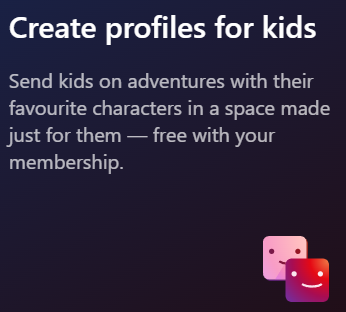 Create profiles for kids
Send kids on adventures with their
favourite characters in a space made
just for them — free with your
membership.